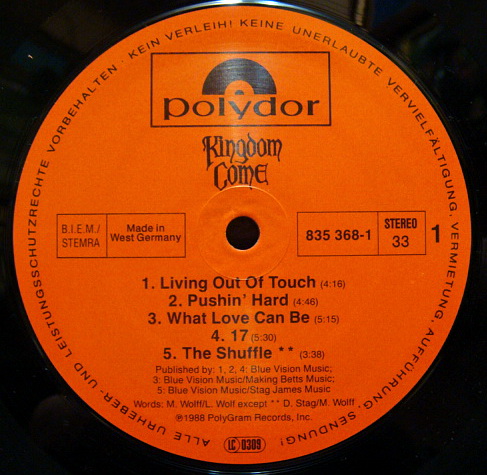 ALLE URHEBER- UND LEISTUNGSSCHUTZRECHTE VORBEHALTEN · KEIN VERLEIH! KEINE UNERLAUBTE VERVIELFÄLTIGUNG, VERMIETUNG, AUFFÜHRUNG, SENDUNG!
polydor
Kingdom
Come
B.I.E.M./
STEMRA
Made in
West Germany
835 368-1
STEREO
33
1
1. Living Out Of Touch (4:16)
2. Pushin' Hard (4:46)
3. What Love Can Be (5:15)
4. 17 (5:30)
5. The Shuffle ** (3:38)
Published by: 1, 2, 4: Blue Vision Music;
3: Blue Vision Music/Making Betts Music;
5: Blue Vision Music/Stag James Music
Words: M. Wolff/L. Wolf except ** D. Stag/M. Wolff
℗1988 PolyGram Records, Inc.
LC 0309